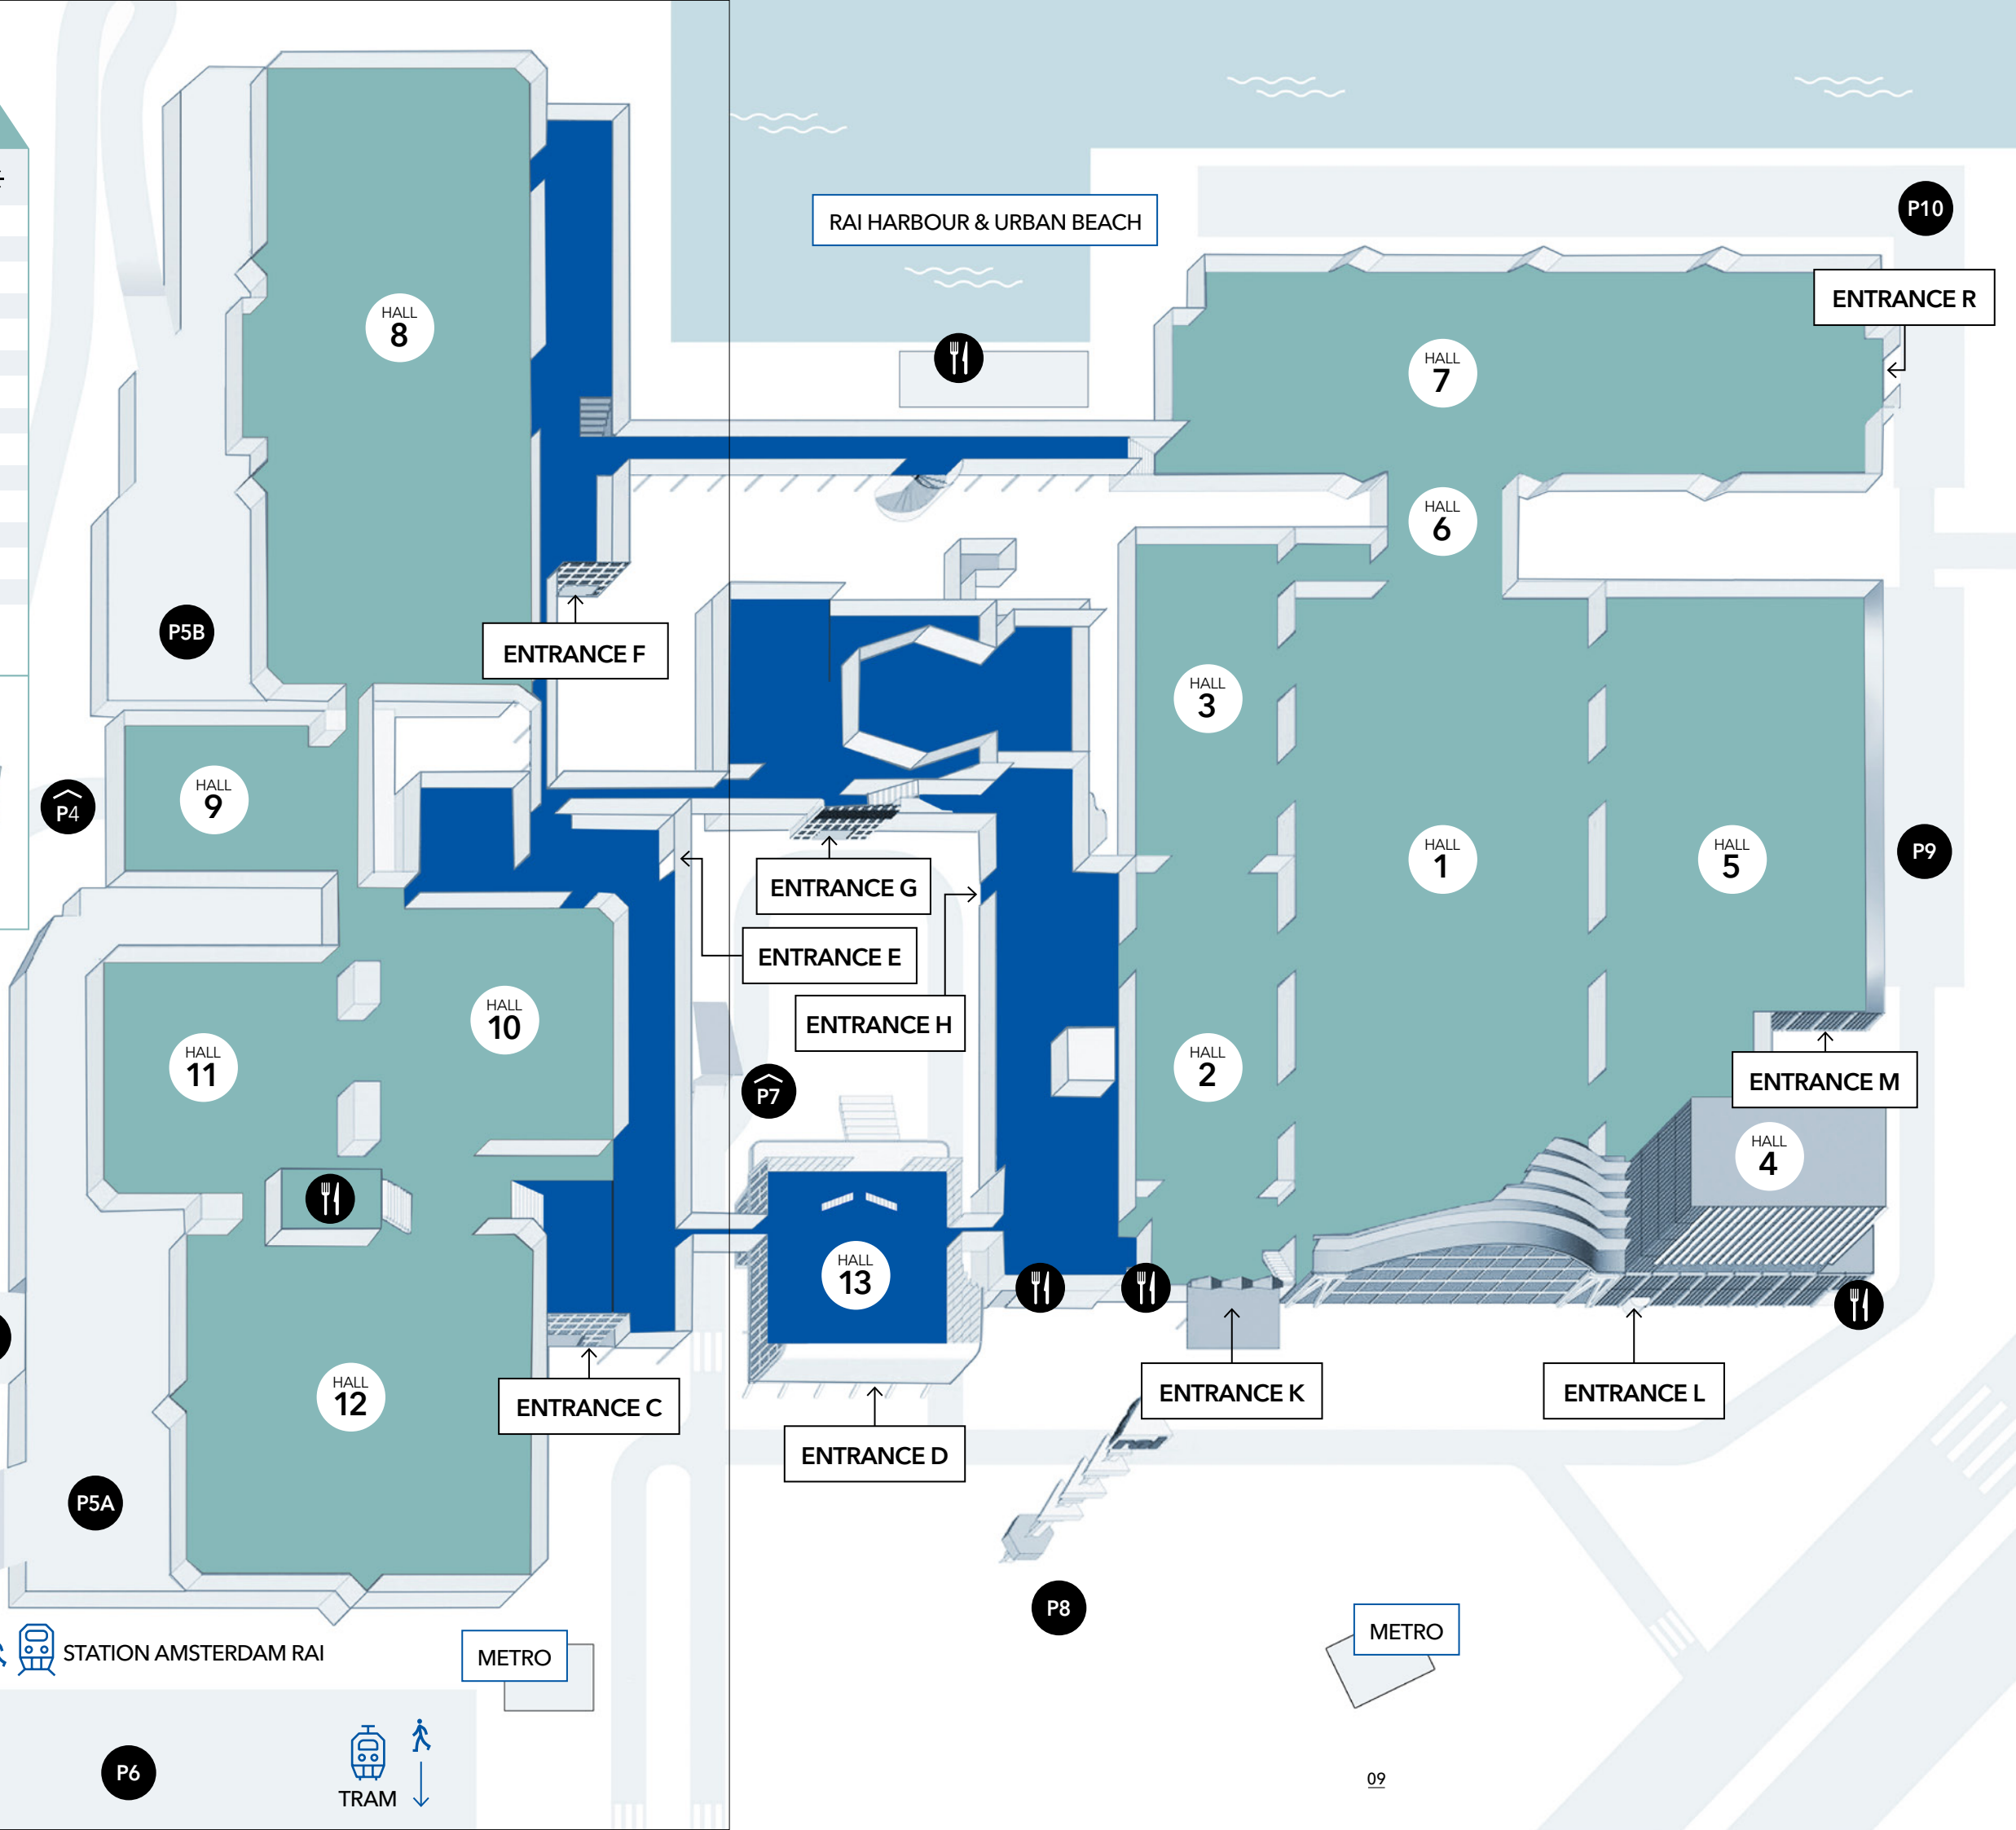 RAI HARBOUR & URBAN BEACH
P10
ENTRANCE R
HALL
8
HALL
7
HALL
6
P5B
ENTRANCE F
HALL
3
HALL
9
P4
HALL
1
HALL
5
P9
ENTRANCE G
ENTRANCE E
ENTRANCE H
HALL
10
HALL
11
HALL
2
P7
ENTRANCE M
HALL
4
HALL
13
HALL
12
ENTRANCE C
ENTRANCE D
ENTRANCE K
ENTRANCE L
rai
P5A
P8
STATION AMSTERDAM RAI
METRO
METRO
P6
TRAM
09